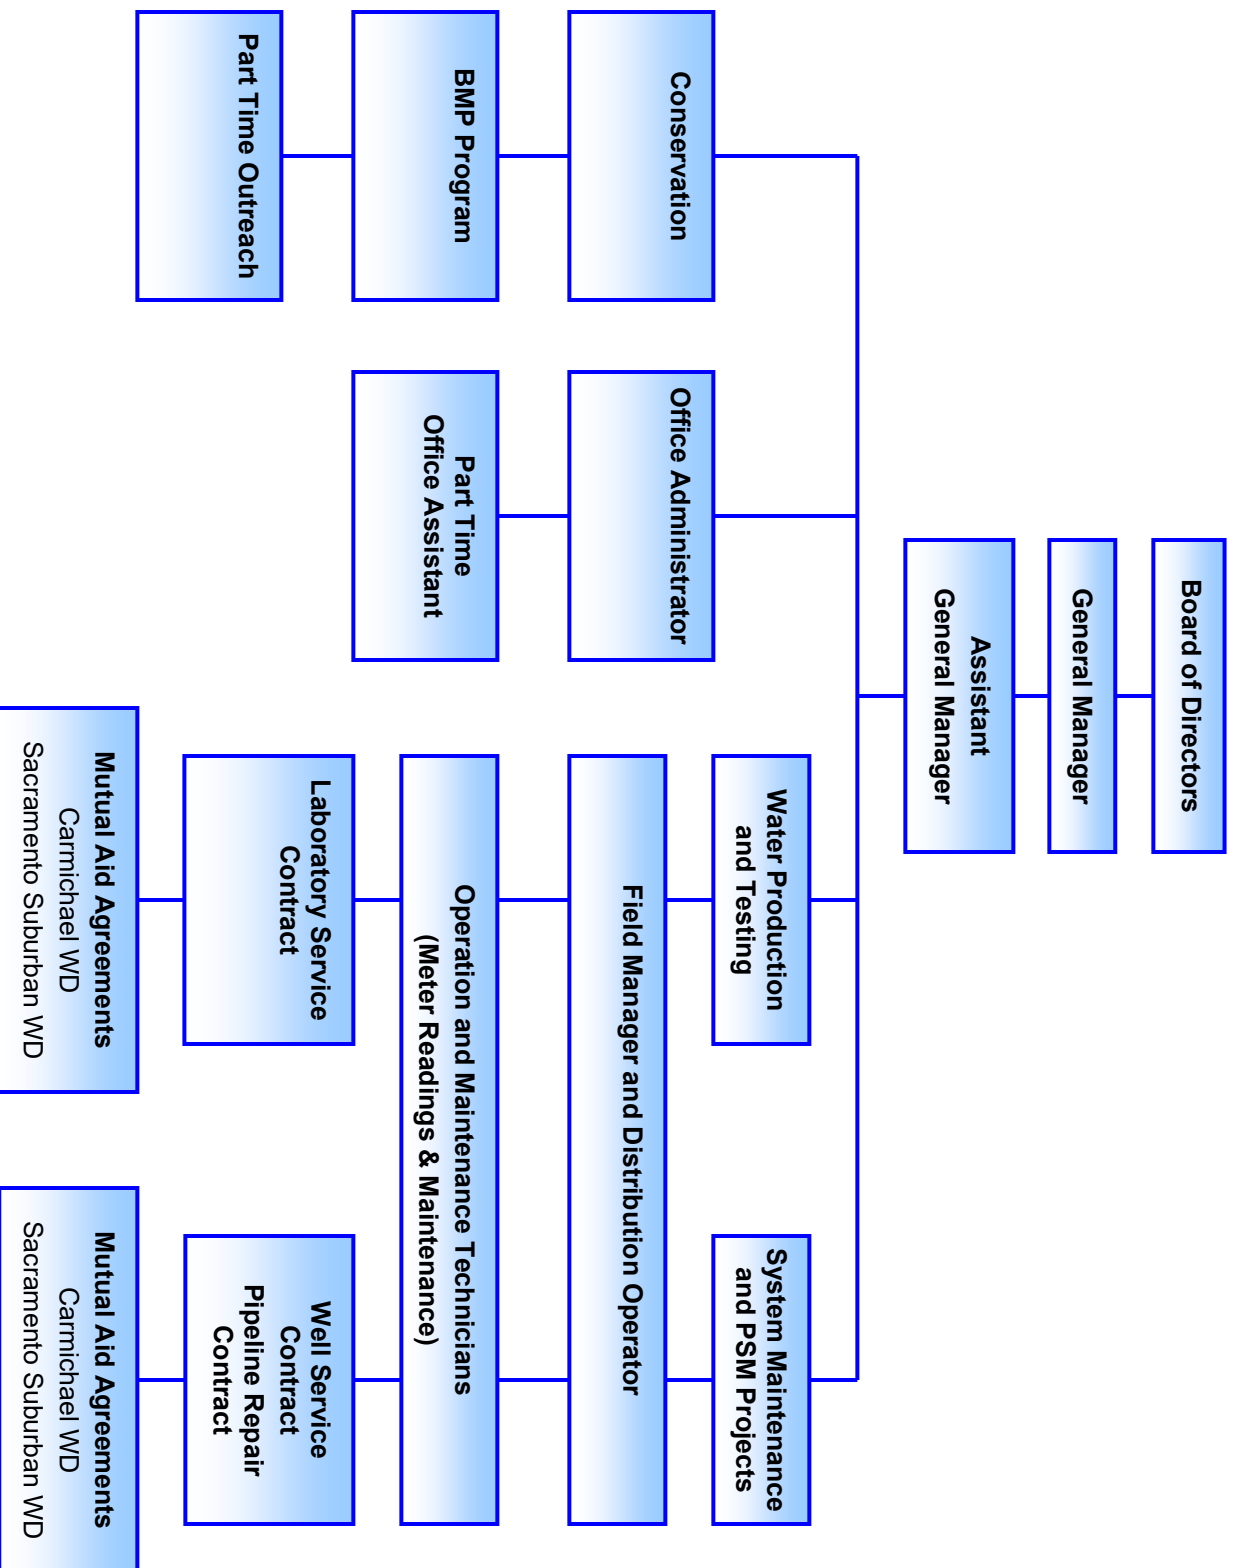 Board of Directors
General Manager
Assistant
General Manager
Conservation
Office Administrator
Water Production
and Testing
System Maintenance
and PSM Projects
BMP Program
Part Time
Office Assistant
Field Manager and Distribution Operator
Part Time Outreach
Operation and Maintenance Technicians
(Meter Readings & Maintenance)
Laboratory Service
Contract
Well Service
Contract
Pipeline Repair
Contract
Mutual Aid Agreements
Carmichael WD
Sacramento Suburban WD
Mutual Aid Agreements
Carmichael WD
Sacramento Suburban WD